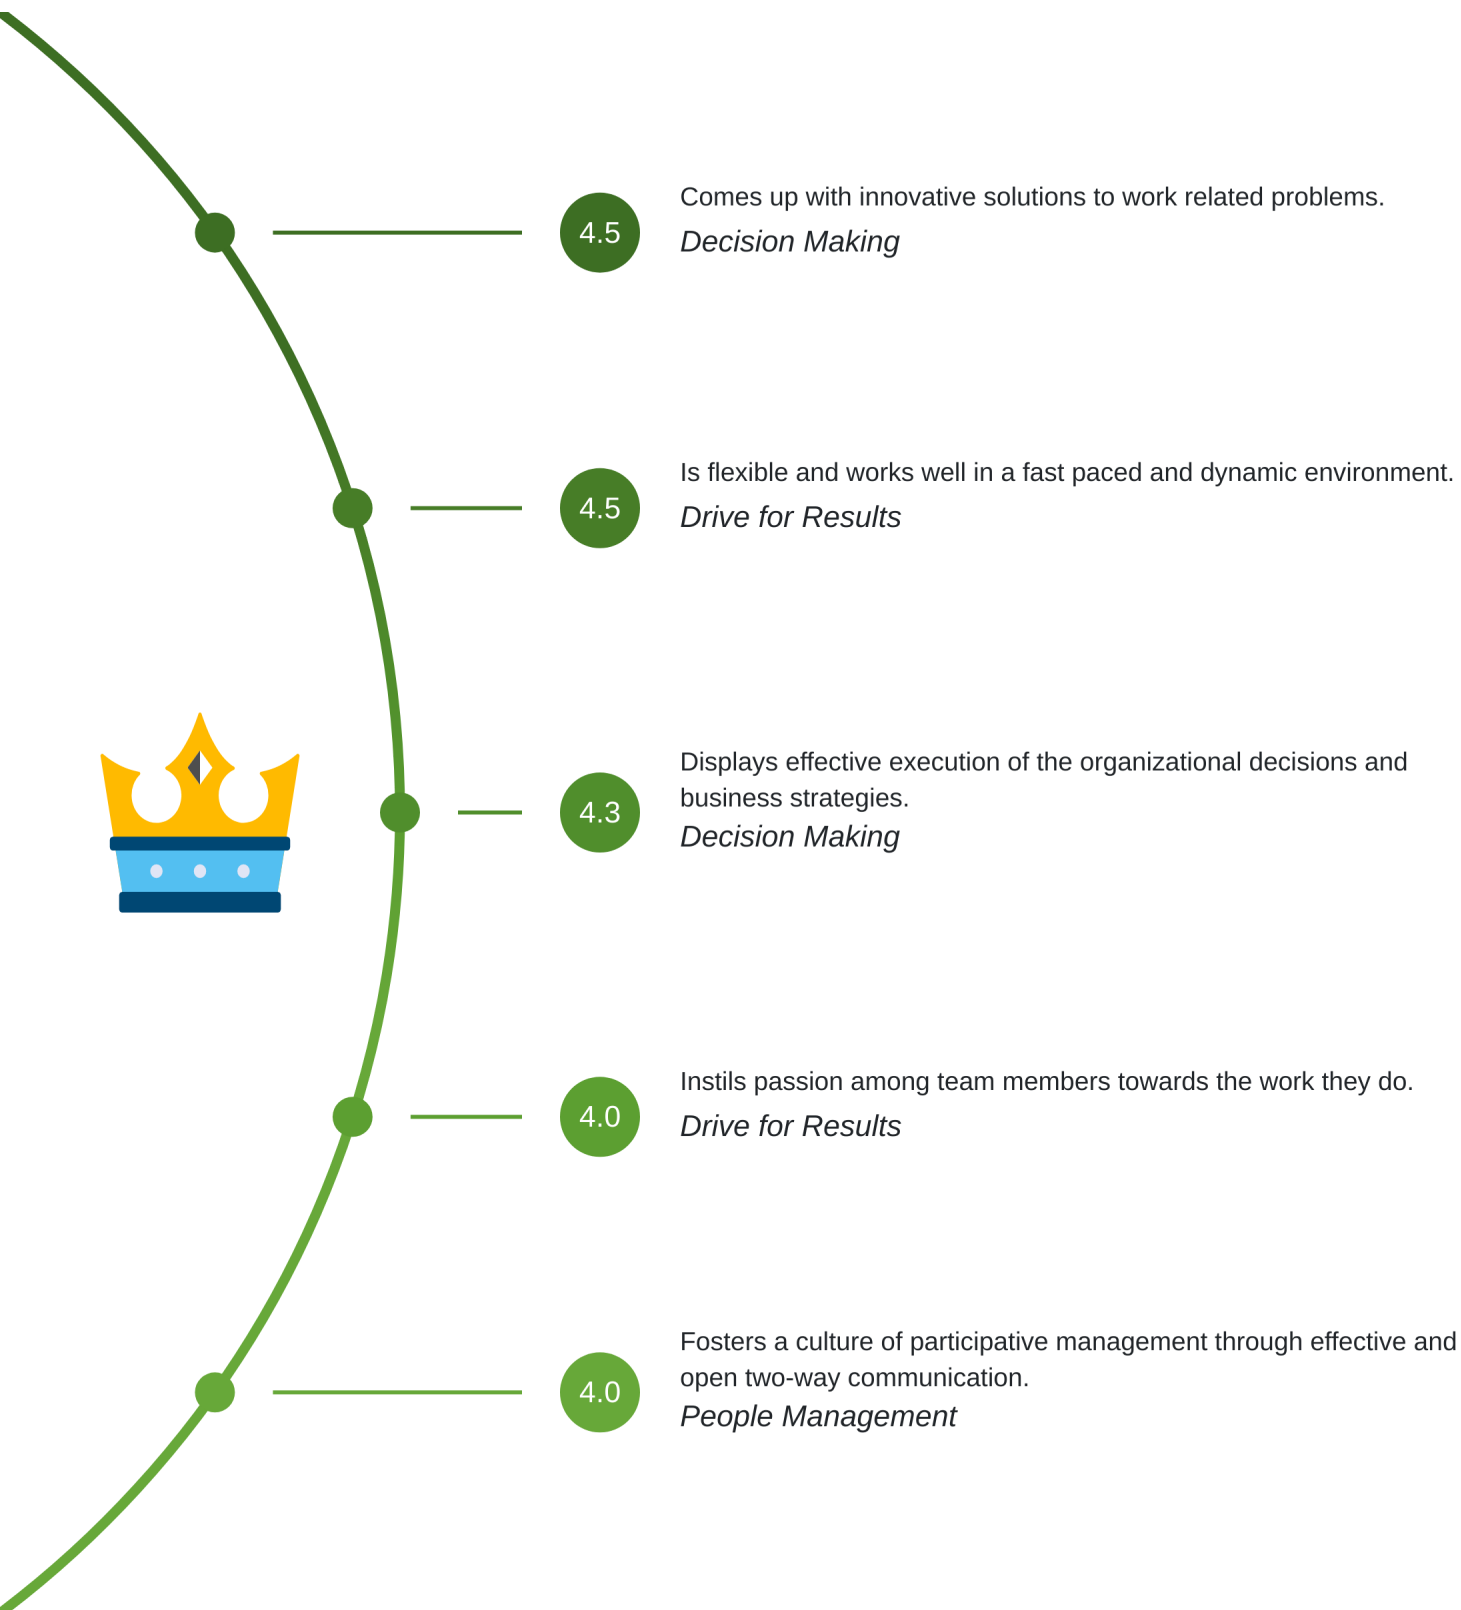 4.5
Comes up with innovative solutions to work related problems.
Decision Making
4.5
Is flexible and works well in a fast paced and dynamic environment.
Drive for Results
4.3
Displays effective execution of the organizational decisions and
business strategies.
Decision Making
4.0
Instils passion among team members towards the work they do.
Drive for Results
4.0
Fosters a culture of participative management through effective and
open two-way communication.
People Management